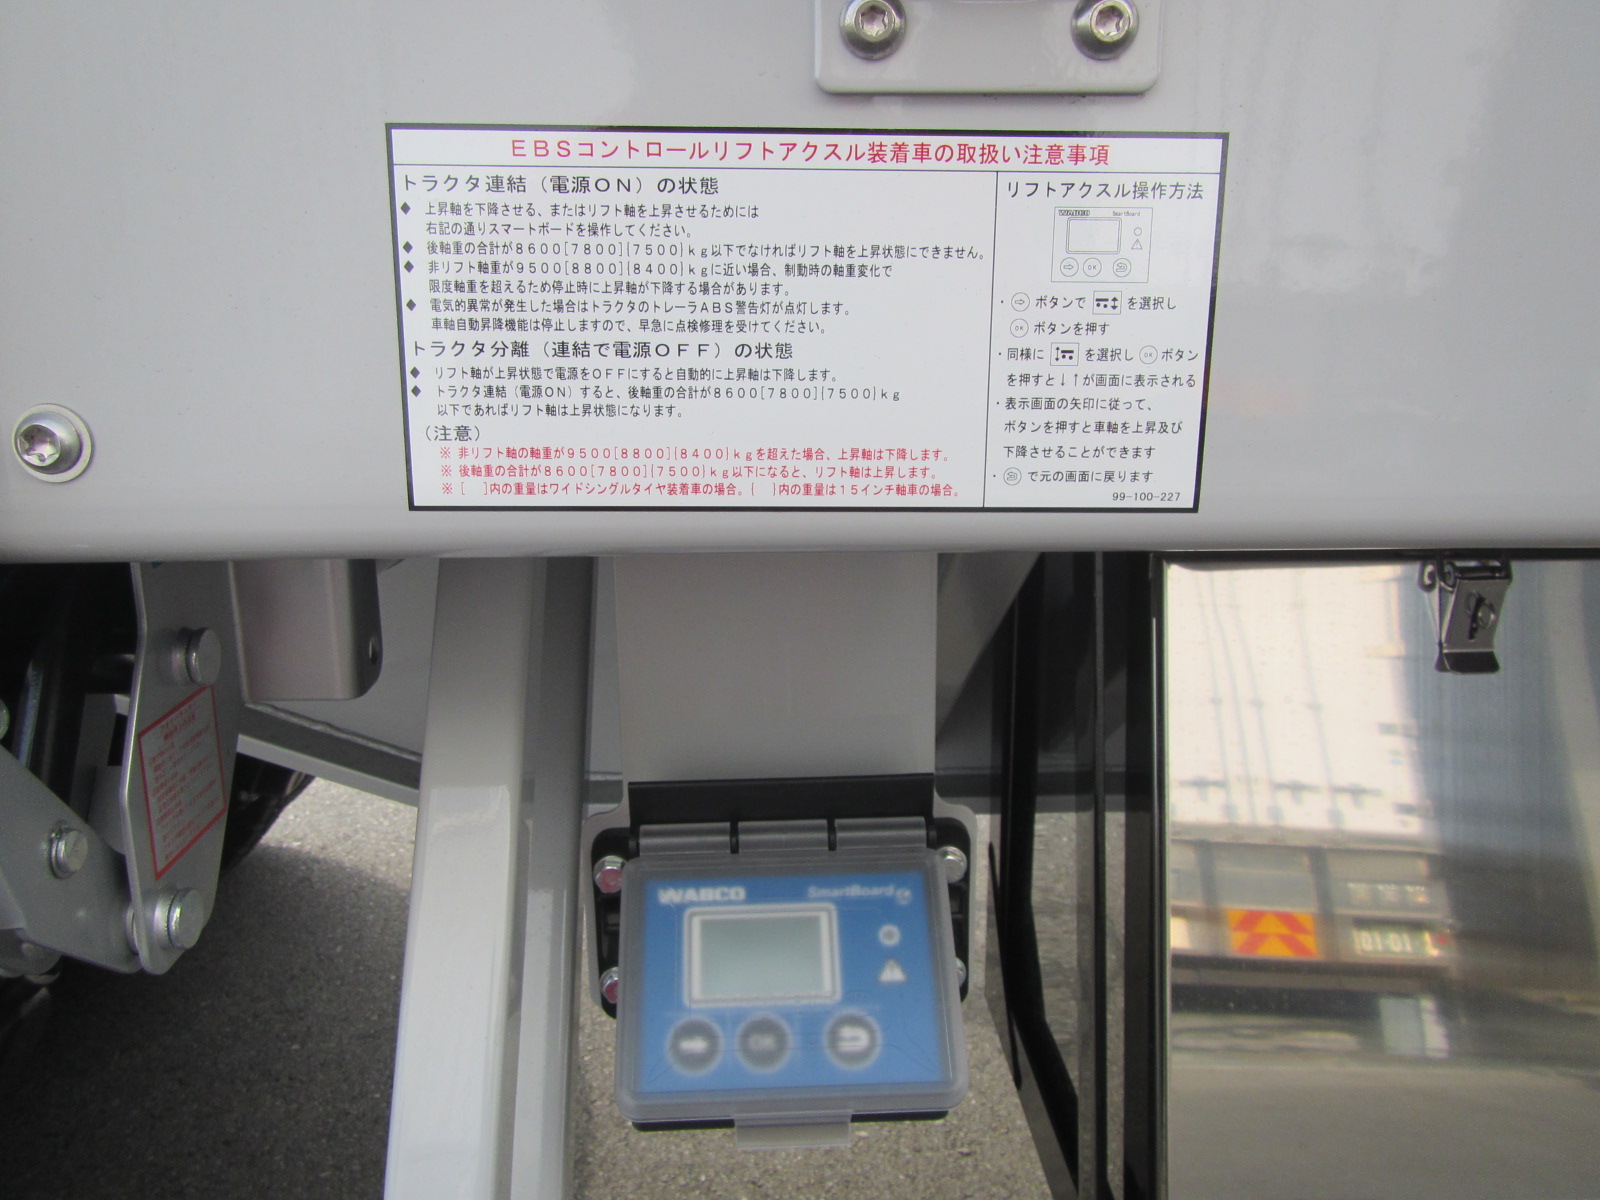 EBSコントロールリフトアクスル装着車の取扱い注意事項
トラクタ連結(電源ON)の状態
◆ 上昇軸を下降させる、またはリフト軸を上昇させるためには
右記の通りスマートボードを操作してください。
◆ 後軸重の合計が8600[7800]{7500}kg以下でなければリフト軸を上昇状態にできません。
◆ 非リフト軸重が9500[8800]{8400}kgに近い場合、制動時の軸重変化で
限度軸重を超えるため停止時に上昇軸が下降する場合があります。
◆ 電気的異常が発生した場合はトラクタのトレーラABS警告灯が点灯します。
車軸自動昇降機能は停止しますので、早急に点検修理を受けてください。
トラクタ分離(連結で電源OFF)の状態
◆ リフト軸が上昇状態で電源をOFFにすると自動的に上昇軸は下降します。
◆ トラクタ連結(電源ON)すると、後軸重の合計が8600[7800]{7500}kg
以下であればリフト軸は上昇状態になります。
(注意)
※ 非リフト軸の軸重が9500[8800]{8400}kgを超えた場合、上昇軸は下降します。
※ 後軸重の合計が8600[7800]{7500}kg以下になると、リフト軸は上昇します。
※ [ ]内の重量はワイドシングルタイヤ装着車の場合。{ }内の重量は15インチ軸車の場合。
リフトアクスル操作方法
WABCO SmartBoard
OK
・ボタンで を選択し
OK ボタンを押す
・同様に を選択し OK ボタン
を押すと↓↑が画面に表示される
・表示画面の矢印に従って、
ボタンを押すと車軸を上昇及び
下降させることができます
・ で元の画面に戻ります
99-100-227
WABCO SmartBoard
OK